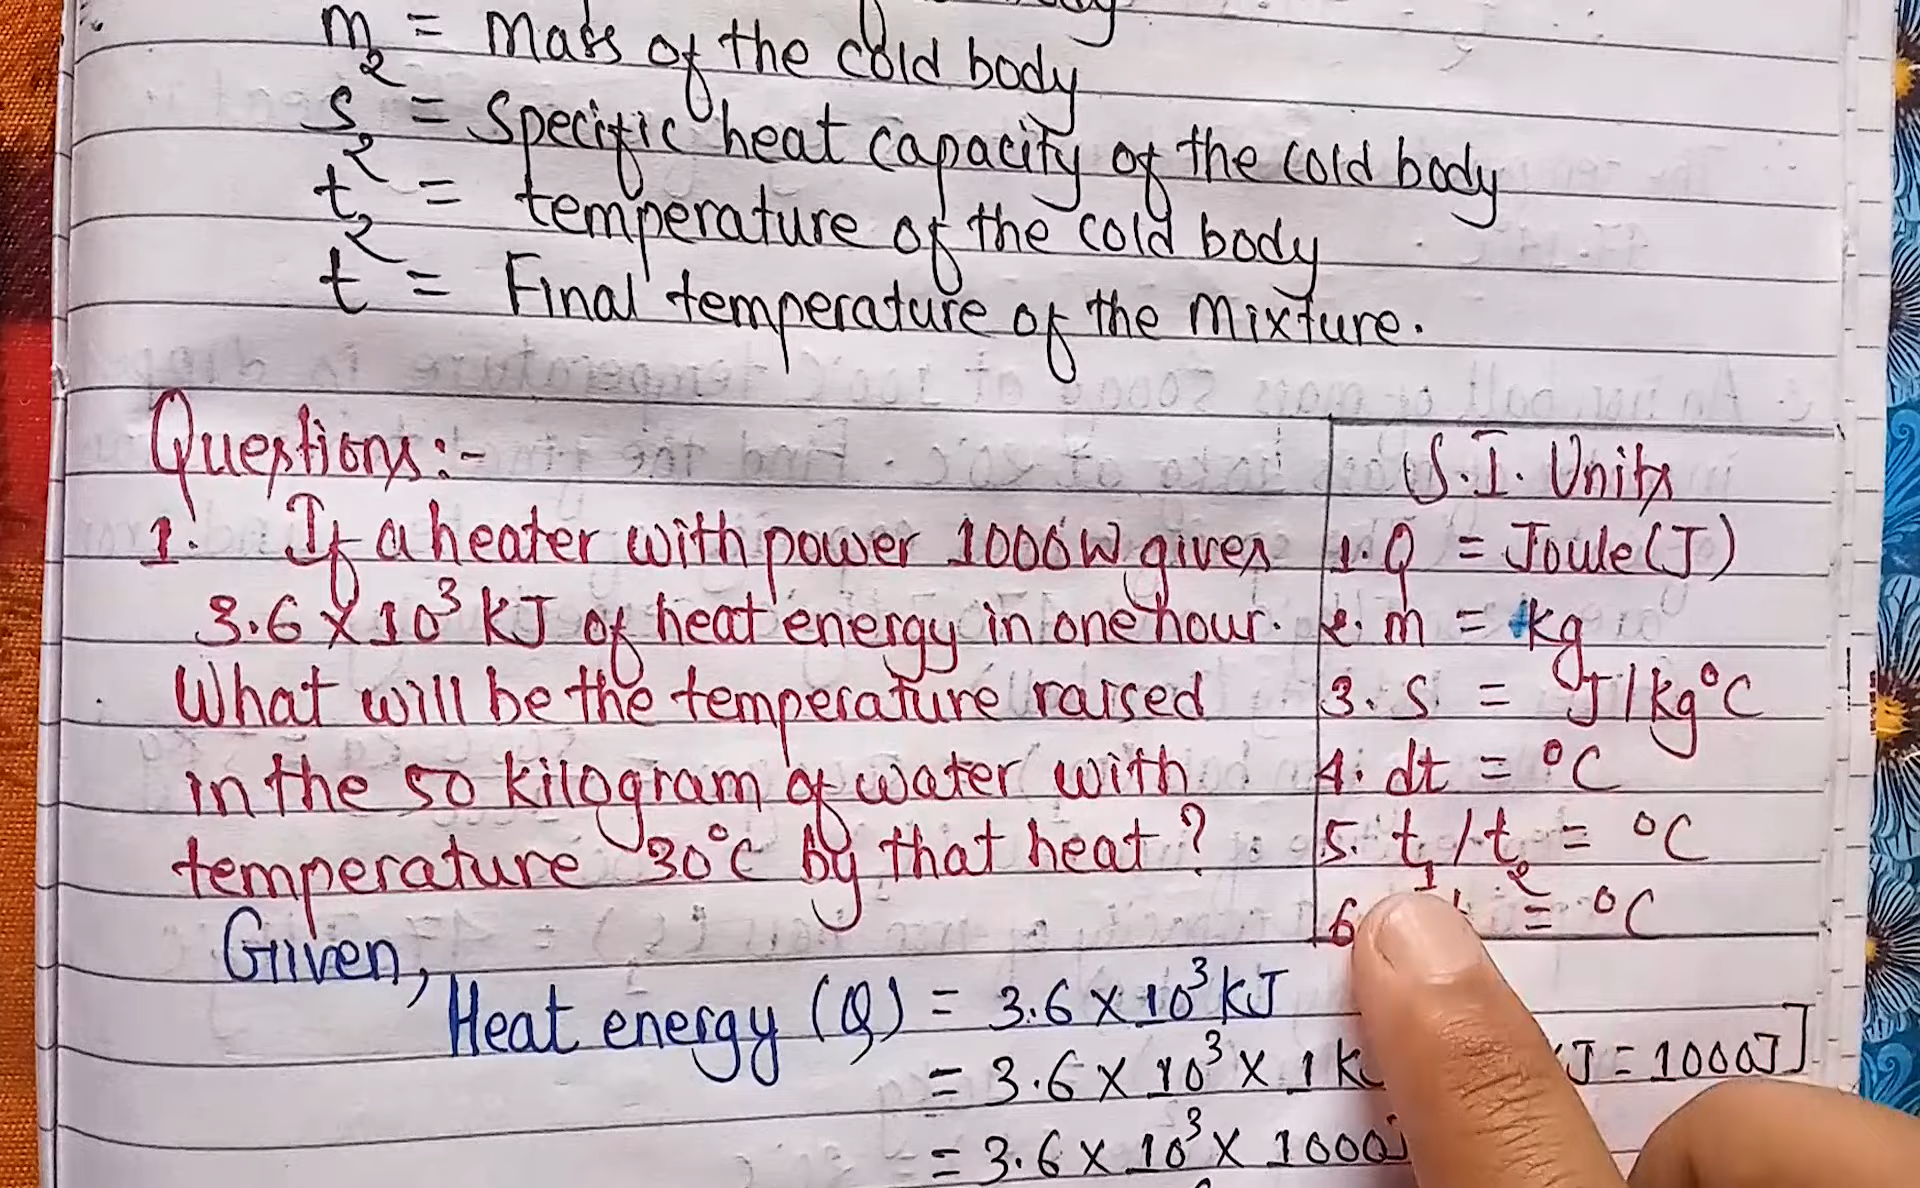 m₂ = Mass of the cold body
s₂ = Specific heat capacity of the cold body
t₂ = temperature of the cold body
t = Final temperature of the Mixture.
Questions:-
1. If a heater with power 1000W gives
3.6 x 10³ KJ of heat energy in one hour.
What will be the temperature raised
in the 50 kilogram of water with
temperature 30°C by that heat?
S.I. Units
1. Q = Joule(J)
2. m = kg
3. s = J/kg°C
4. dt = °C
5. t₁/t₂ = °C
6. = °C
Given,
Heat energy (Q) = 3.6 x 10³ KJ
= 3.6 x 10³ x 1 K J = 1000J]
= 3.6 x 10³ x 1000J